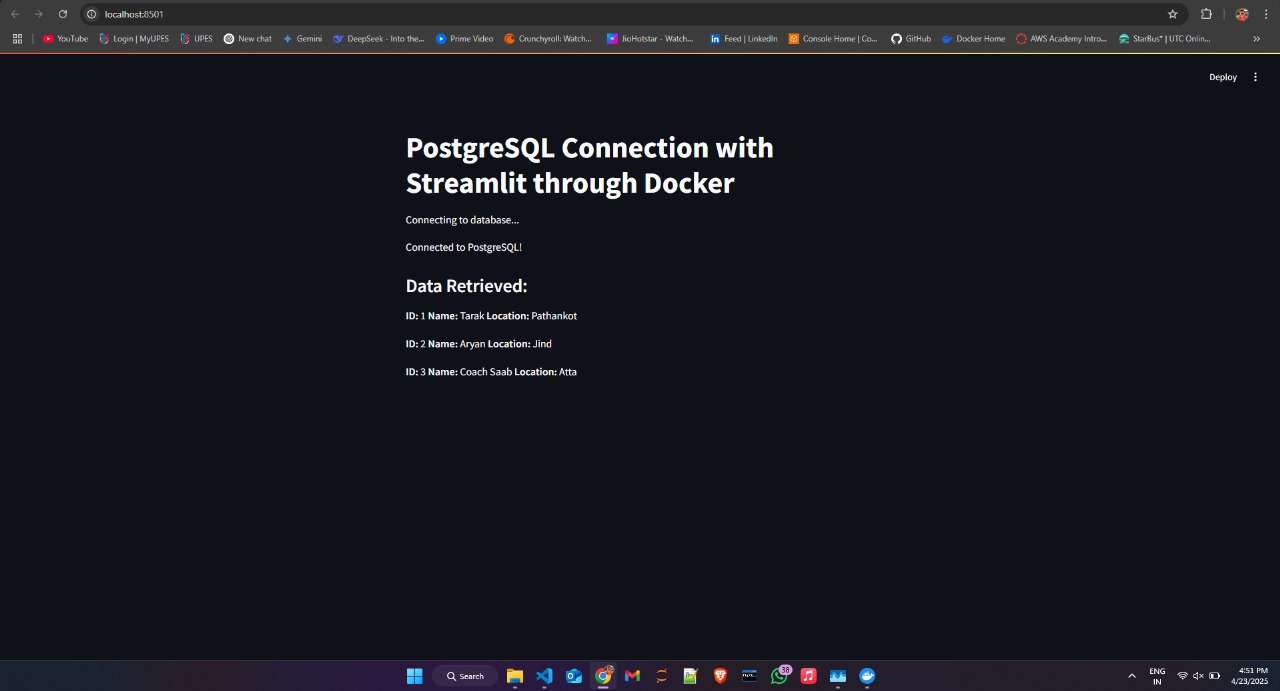 localhost:8501
YouTube Login | MyUPES UPES New chat Gemini DeepSeek - Into the... Prime Video Crunchyroll: Watch... JioHotstar - Watch... Feed | LinkedIn Console Home | Co... GitHub Docker Home AWS Academy Intro... StarBus* | UTC Onlin...
Deploy
PostgreSQL Connection with
Streamlit through Docker
Connecting to database...
Connected to PostgreSQL!
Data Retrieved:
ID: 1 Name: Tarak Location: Pathankot
ID: 2 Name: Aryan Location: Jind
ID: 3 Name: Coach Saab Location: Atta
Search
38
ENG
IN
4:51 PM
4/23/2025